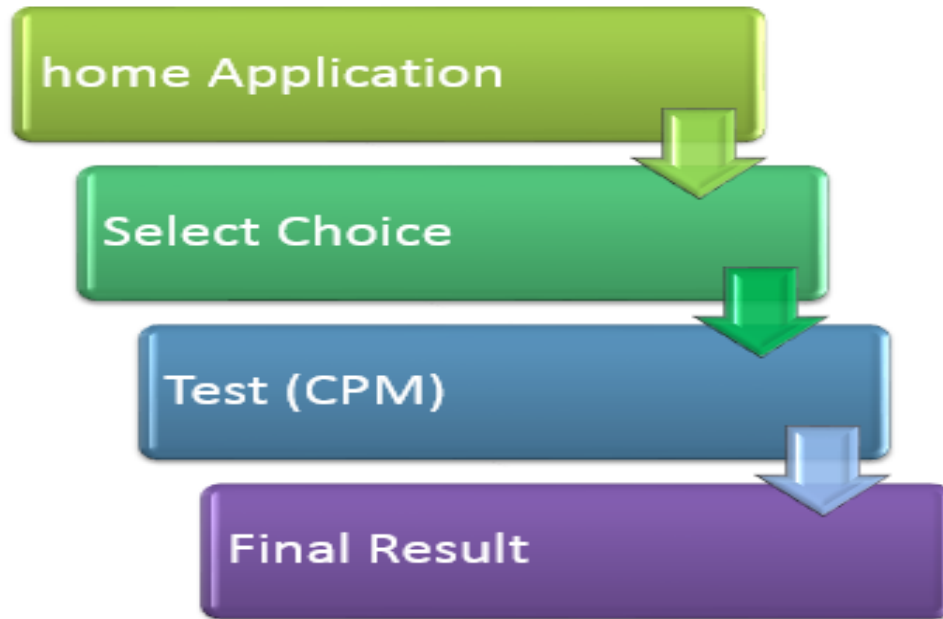 home Application
Select Choice
Test (CPM)
Final Result